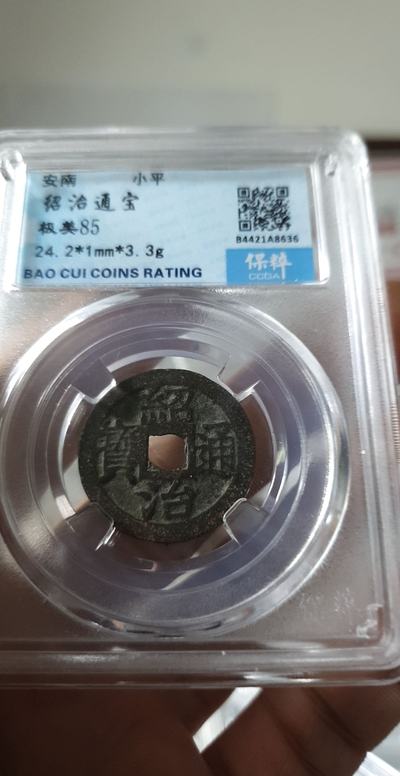 安南 小平
绍治通宝
极美85
24.2*1mm*3.3g
BAO CUI COINS RATING
B4421A8636
保粹
CCGA
紹治通寶